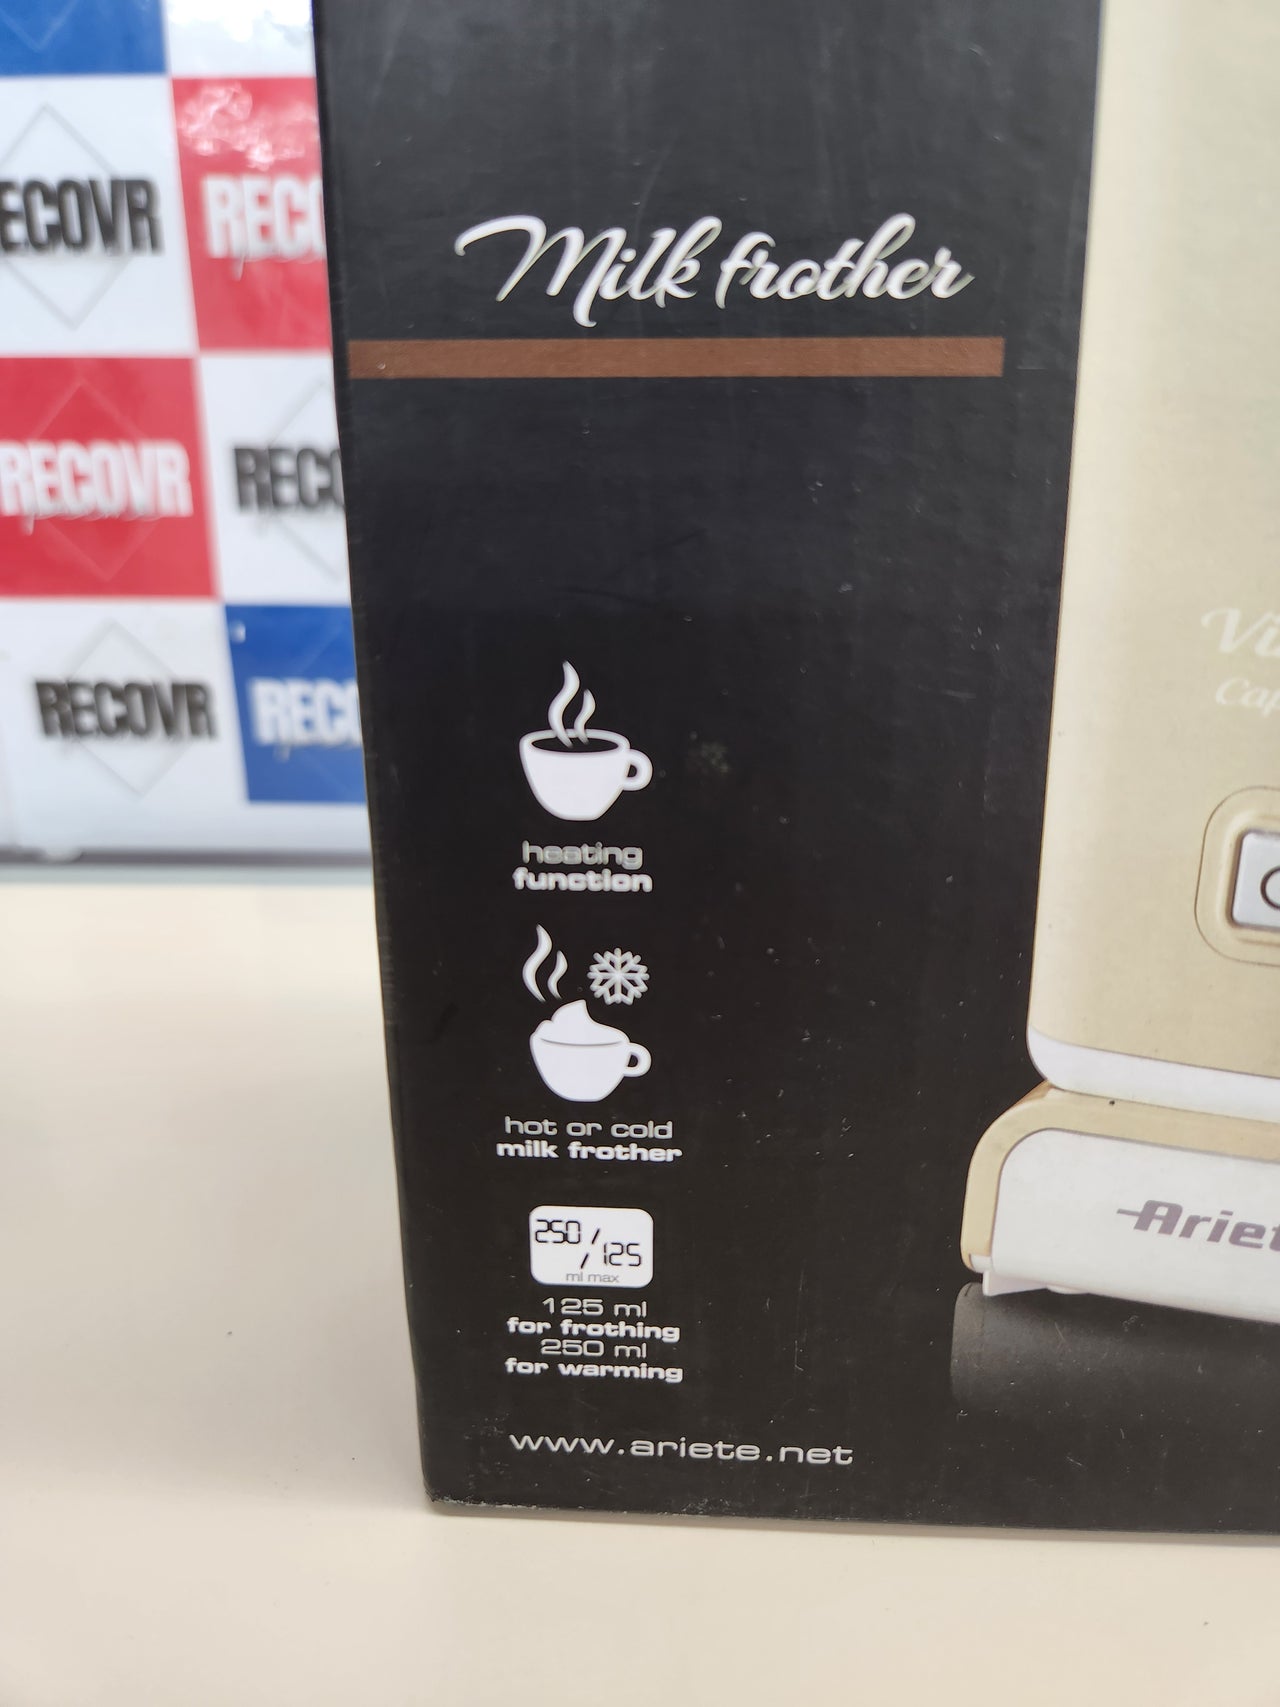 RECOVR
RECOVR
Milk frother
heating
function
hot or cold
milk frother
250/
/125
ml max
125 ml
for frothing
250 ml
for warming
www.ariete.net